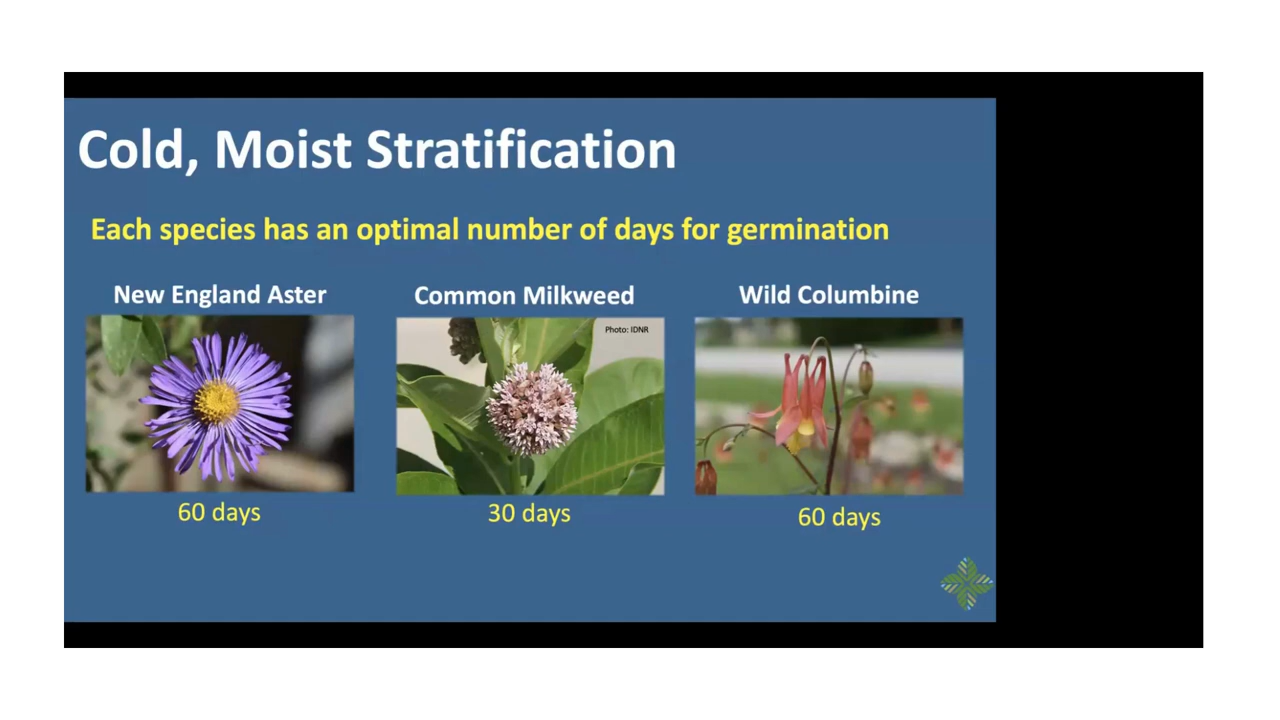 Cold, Moist Stratification
Each species has an optimal number of days for germination
New England Aster
Common Milkweed
Wild Columbine
Photo: IDNR
60 days
30 days
60 days